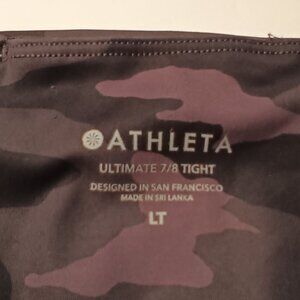 ATHLETA
ULTIMATE 7/8 TIGHT
DESIGNED IN SAN FRANCISCO
MADE IN SRI LANKA
LT